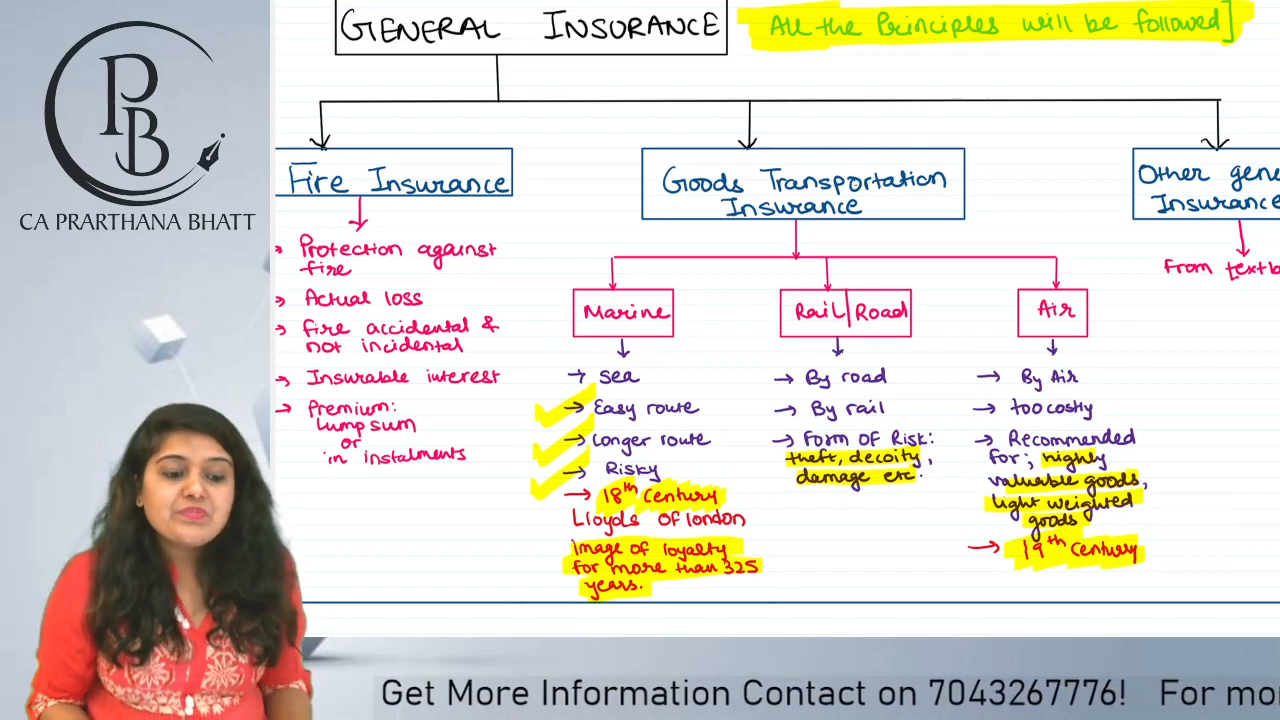 GENERAL INSURANCE
All the Principles will be followed]
PB
CA PRARTHANA BHATT
Fire Insurance
Goods Transportation
Insurance
Other gene
Insurance
→ Protection against
fire
→ Actual loss
→ fire accidental &
not incidental
→ Insurable interest
→ Premium:
Lump sum
or
in instalments
Marine
→ Sea
→ Easy route
→ Longer route
→ Risky
→ 18th Century
Lloyds of london
Image of loyalty
for more than 325
years.
Rail/Road
→ By road
→ By rail
→ Form of Risk:
theft, decoity,
damage etc.
Air
→ By Air
→ too costly
→ Recommended
for; highly
valuable goods,
light weighted
goods
→ 19th Century
From textb
Get More Information Contact on 7043267776! For mo